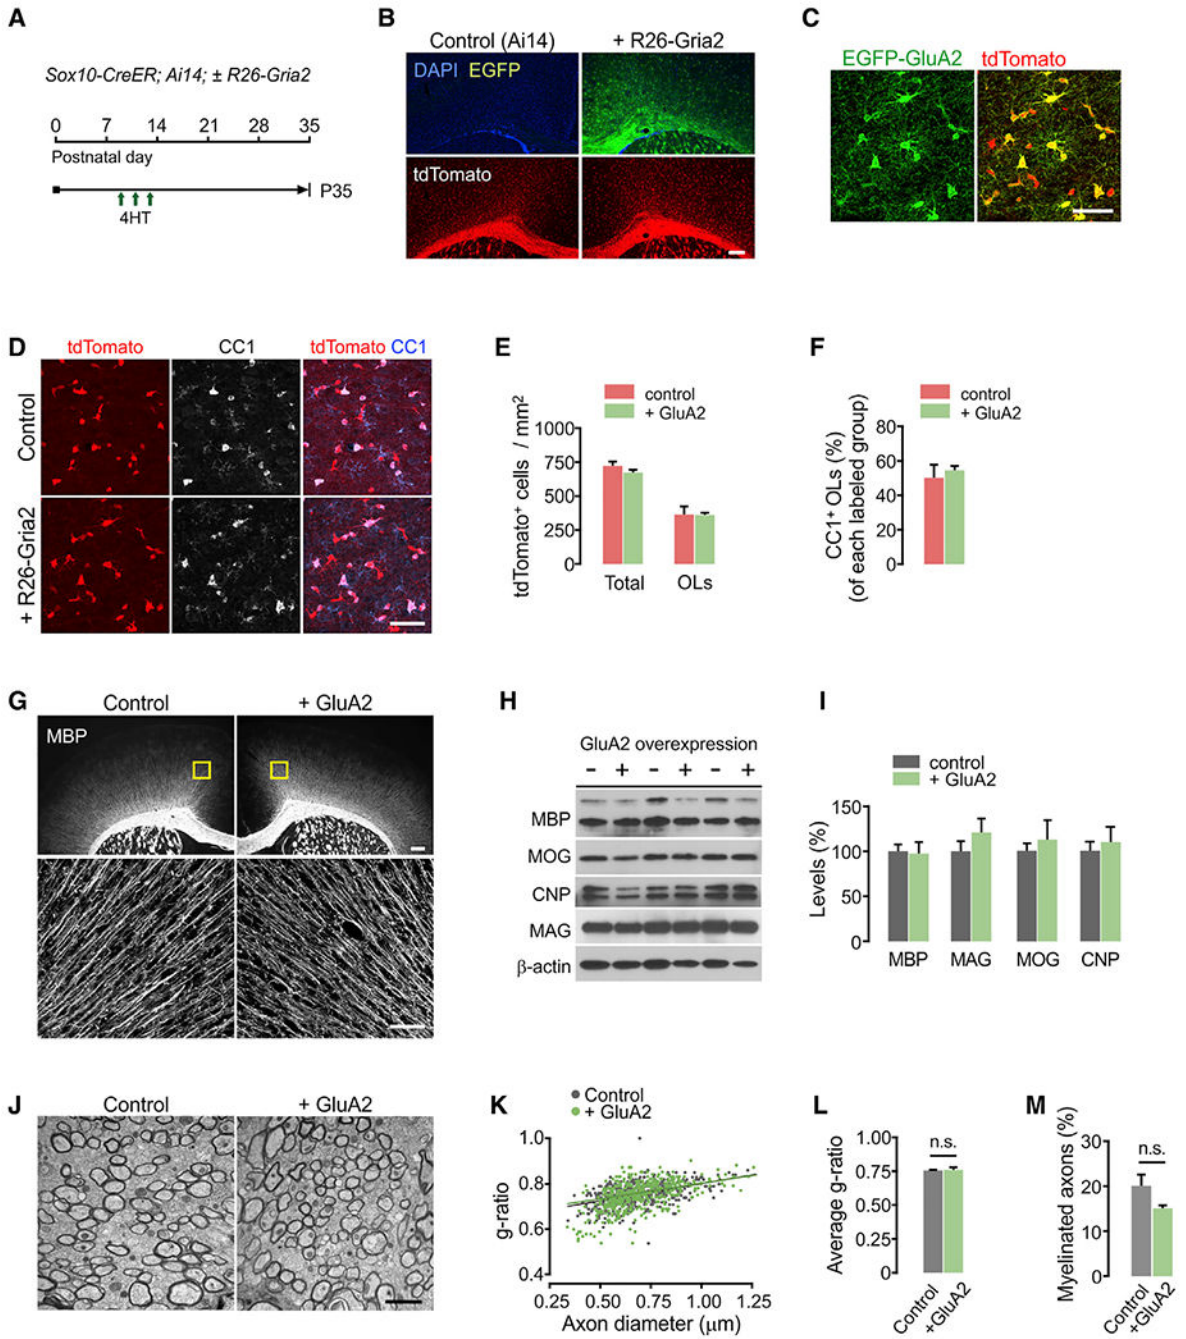 A
Sox10-CreER; Ai14; ± R26-Gria2
0 7 14 21 28 35
Postnatal day
P35
4HT
B
Control (Ai14) + R26-Gria2
DAPI EGFP
tdTomato
C
EGFP-GluA2 tdTomato
D
tdTomato CC1 tdTomato CC1
Control
+ R26-Gria2
E
control
+ GluA2
tdTomato⁺ cells / mm²
1000
750
500
250
0
Total OLs
F
control
+ GluA2
CC1⁺ OLs (%)
(of each labeled group)
80
60
40
20
0
G
Control + GluA2
MBP
H
GluA2 overexpression
− + − + − +
MBP
MOG
CNP
MAG
β-actin
I
control
+ GluA2
Levels (%)
150
100
50
0
MBP MAG MOG CNP
J
Control + GluA2
K
Control
+ GluA2
g-ratio
1.0
0.8
0.6
0.4
0.25 0.50 0.75 1.00 1.25
Axon diameter (μm)
L
Average g-ratio
1.00
0.75
0.50
0.25
0
n.s.
Control
+GluA2
M
Myelinated axons (%)
30
20
10
0
n.s.
Control
+GluA2